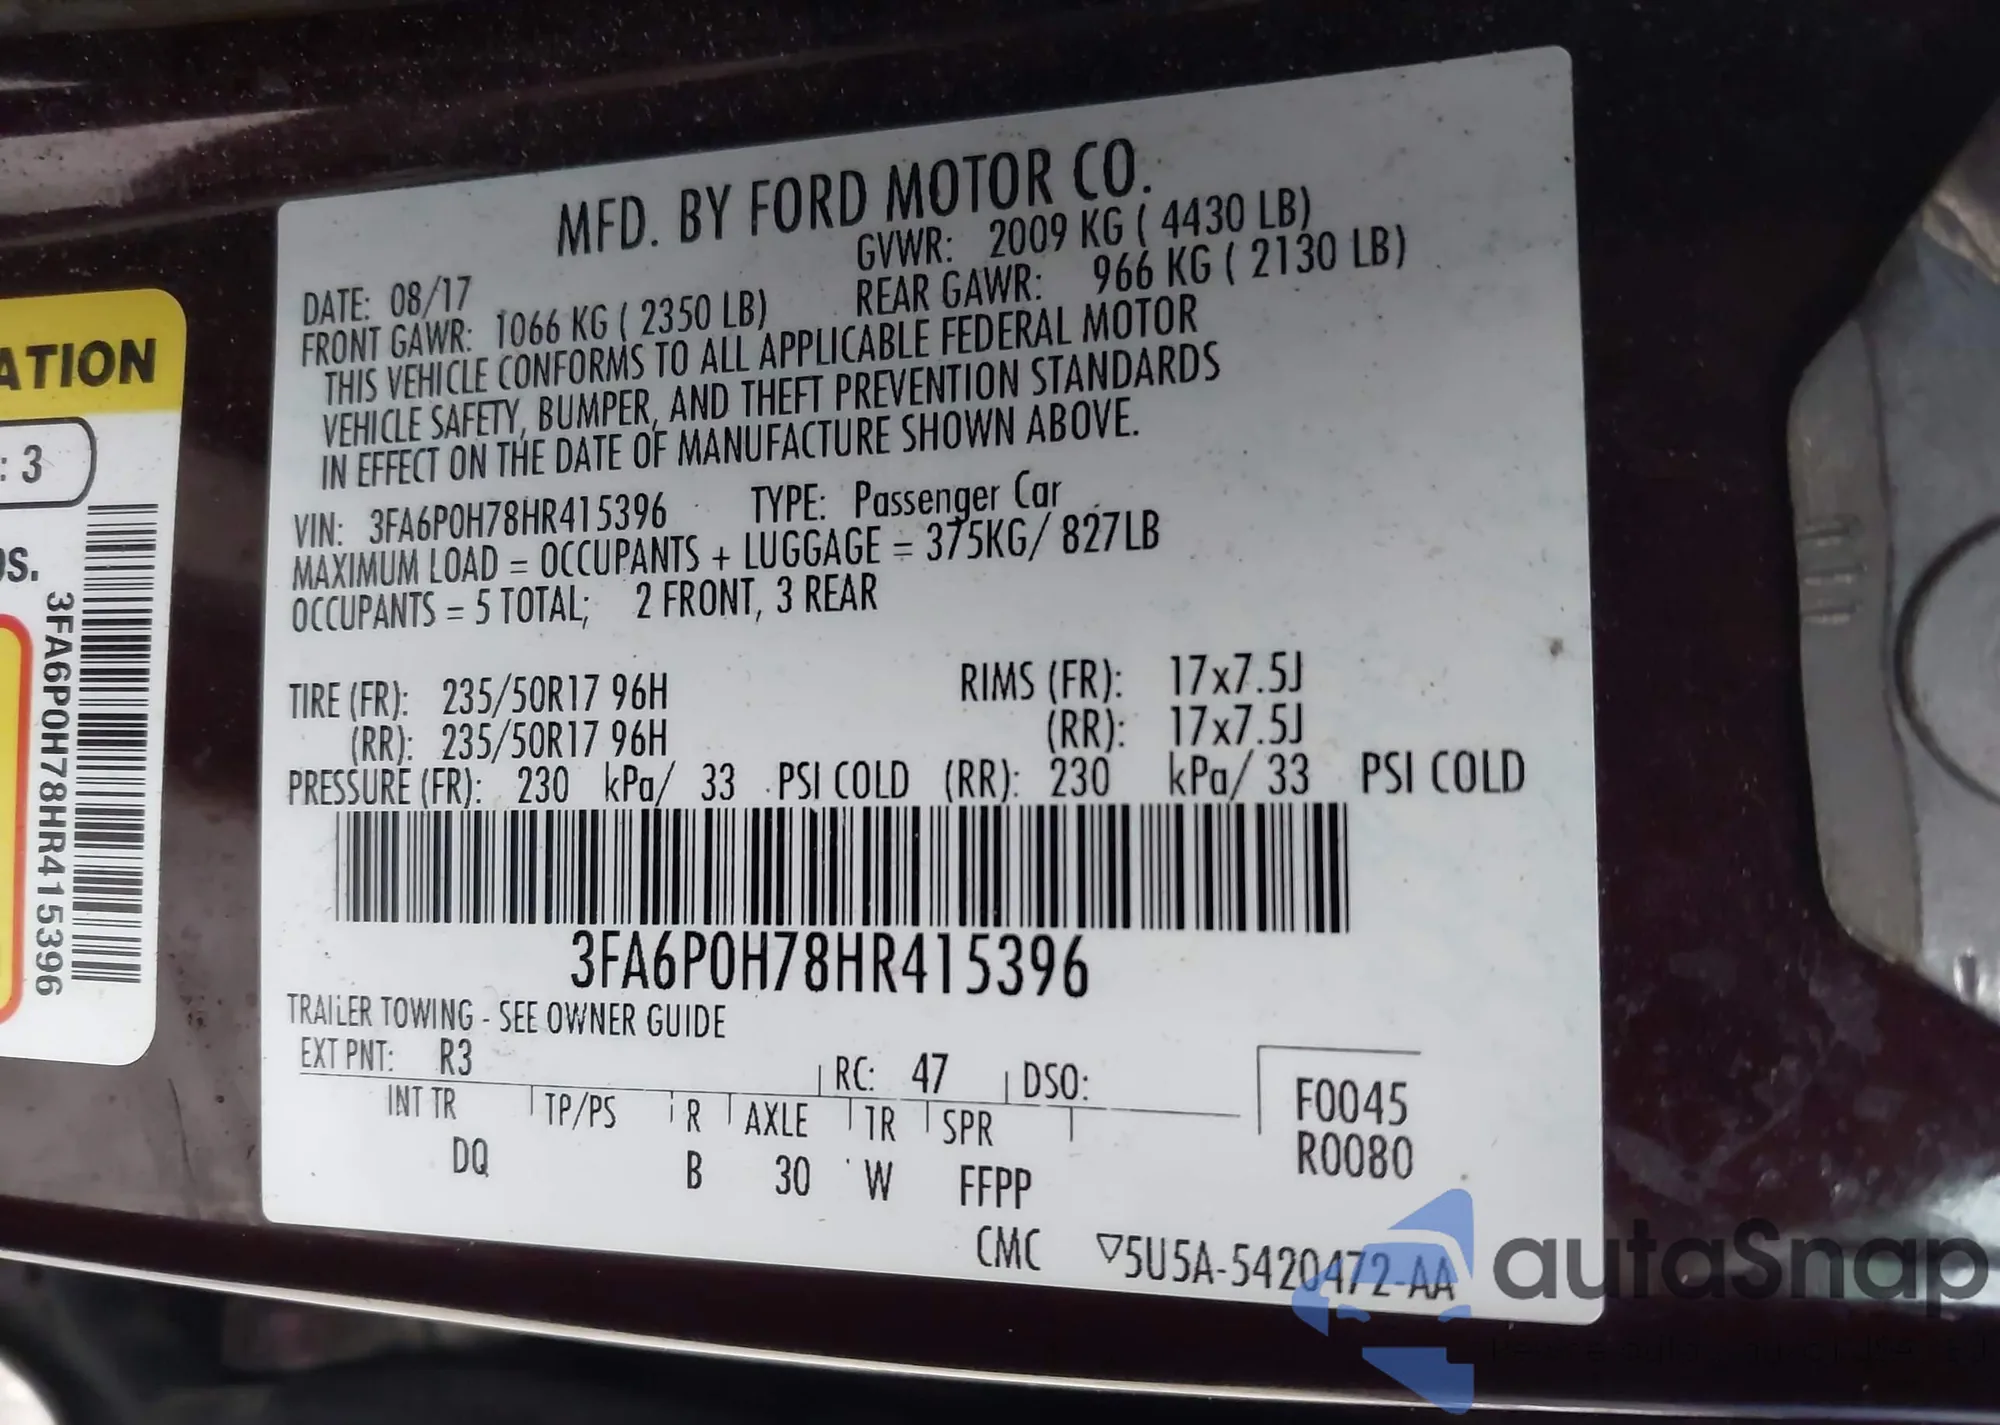 ATION
: 3
OS.
3FA6P0H78HR415396
MFD. BY FORD MOTOR CO.
DATE: 08/17 GVWR: 2009 KG ( 4430 LB)
FRONT GAWR: 1066 KG ( 2350 LB) REAR GAWR: 966 KG ( 2130 LB)
THIS VEHICLE CONFORMS TO ALL APPLICABLE FEDERAL MOTOR
VEHICLE SAFETY, BUMPER, AND THEFT PREVENTION STANDARDS
IN EFFECT ON THE DATE OF MANUFACTURE SHOWN ABOVE.
VIN: 3FA6P0H78HR415396 TYPE: Passenger Car
MAXIMUM LOAD = OCCUPANTS + LUGGAGE = 375KG/ 827LB
OCCUPANTS = 5 TOTAL; 2 FRONT, 3 REAR
TIRE (FR): 235/50R17 96H RIMS (FR): 17x7.5J
(RR): 235/50R17 96H (RR): 17x7.5J
PRESSURE (FR): 230 kPa/ 33 PSI COLD (RR): 230 kPa/ 33 PSI COLD
3FA6P0H78HR415396
TRAILER TOWING - SEE OWNER GUIDE
EXT PNT: R3 RC: 47 DSO:
INT TR TP/PS R AXLE TR SPR
DQ B 30 W FFPP
F0045
R0080
CMC ▽5U5A-5420472-AA
autaSnap